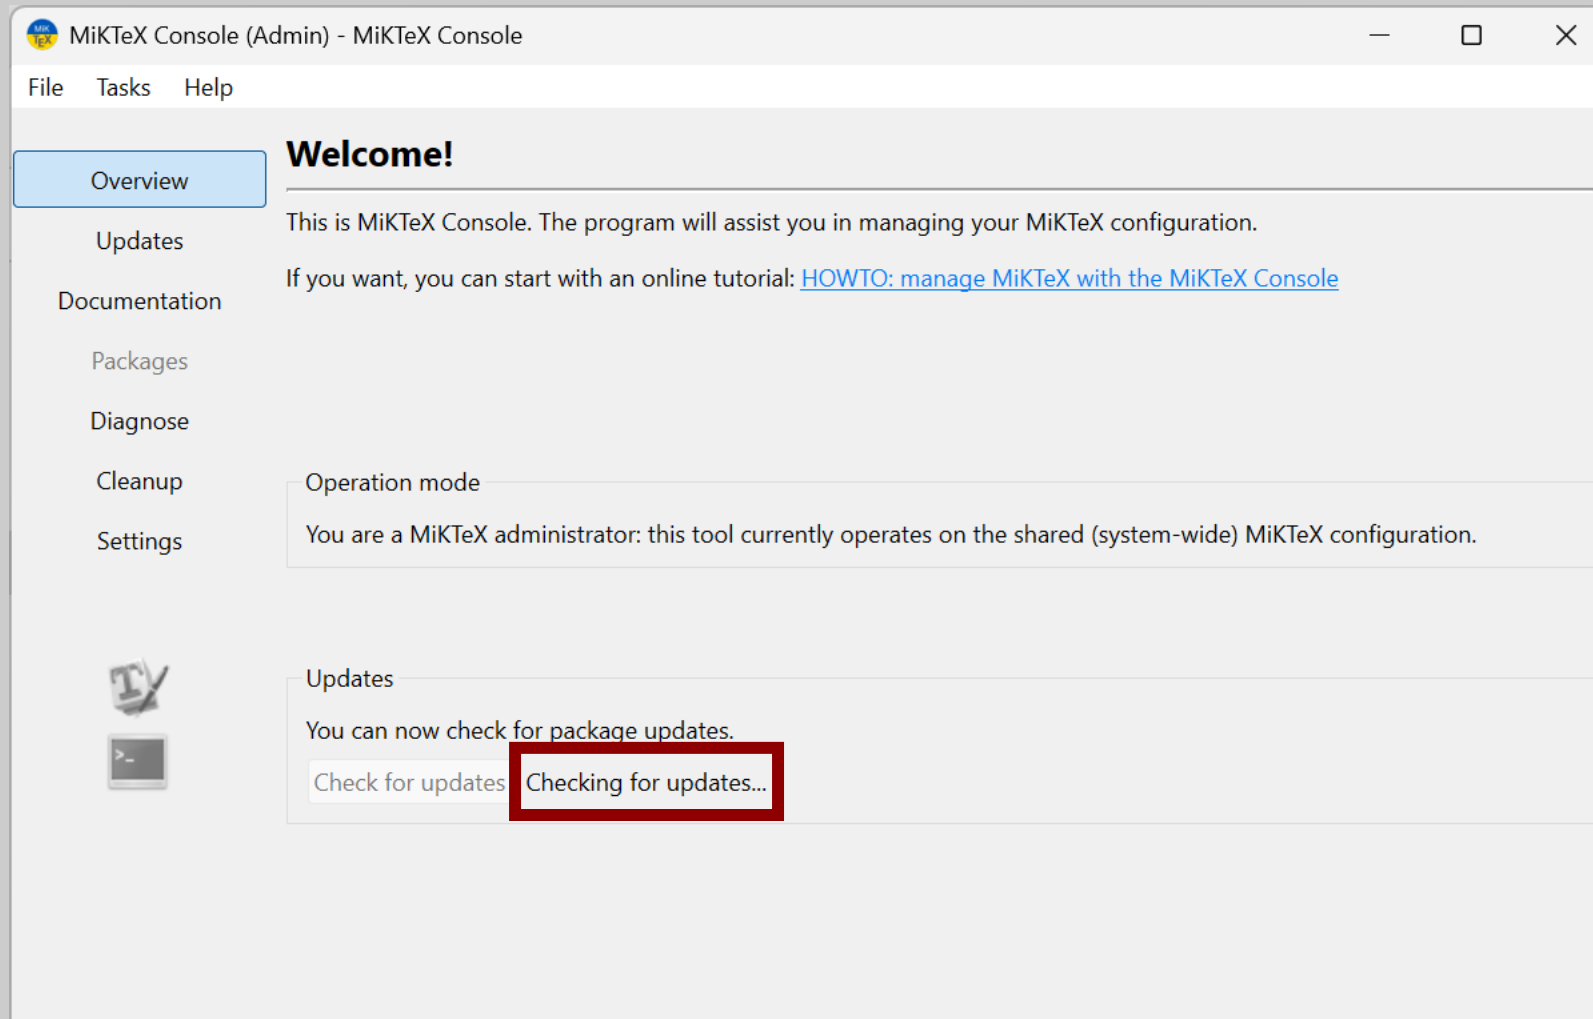 MiKTeX Console (Admin) - MiKTeX Console
File Tasks Help
Overview
Updates
Documentation
Packages
Diagnose
Cleanup
Settings
Welcome!
This is MiKTeX Console. The program will assist you in managing your MiKTeX configuration.
If you want, you can start with an online tutorial: HOWTO: manage MiKTeX with the MiKTeX Console
Operation mode
You are a MiKTeX administrator: this tool currently operates on the shared (system-wide) MiKTeX configuration.
Updates
You can now check for package updates.
Check for updates Checking for updates...